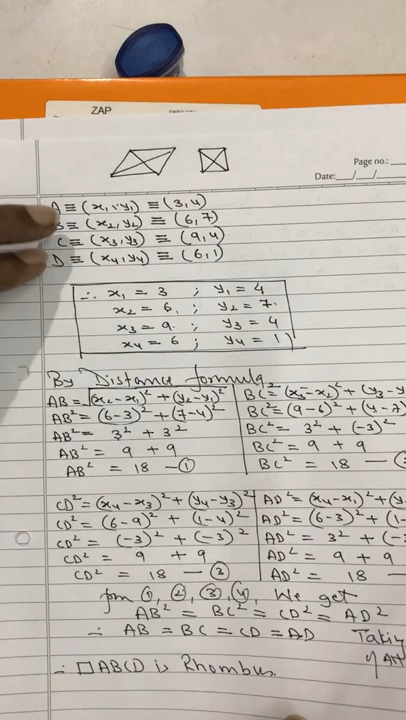 ZAP
Page no.:
Date: __/__/__
A ≡ (x₁, y₁) ≡ (3,4)
B ≡ (x₂, y₂) ≡ (6,7)
C ≡ (x₃, y₃) ≡ (9,4)
D ≡ (x₄, y₄) ≡ (6,1)
∴ x₁ = 3 ; y₁ = 4
x₂ = 6. ; y₂ = 7.
x₃ = 9. ; y₃ = 4
x₄ = 6 ; y₄ = 1
By Distance formula
AB = √(x₂-x₁)² + (y₂-y₁)²
AB² = (6-3)² + (7-4)²
AB² = 3² + 3²
AB² = 9 + 9
AB² = 18 — ①
BC² = (x₃-x₂)² + (y₃-y
BC² = (9-6)² + (4-7)
BC² = 3² + (-3)²
BC² = 9 + 9
BC² = 18 —
CD² = (x₄-x₃)² + (y₄-y₃)²
CD² = (6-9)² + (1-4)²
CD² = (-3)² + (-3)²
CD² = 9 + 9
CD² = 18 — ③
AD² = (x₄-x₁)² + (y
AD² = (6-3)² + (1-
AD² = 3² + (-
AD² = 9 + 9
AD² = 18 —
from ①, ②, ③, ④, We get
AB² = BC² = CD² = AD²
∴ AB = BC = CD = AD Taking
∴ □ABCD is Rhombus.